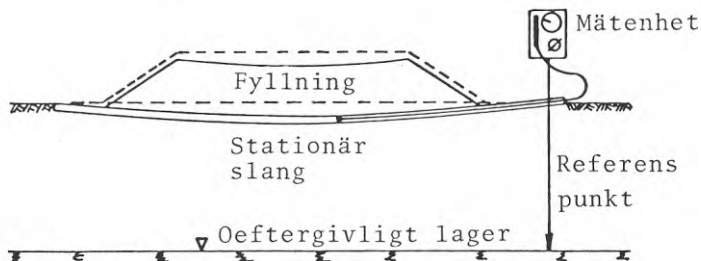 Mätenhet
Fyllning
Stationär
slang
Referens
punkt
Oeftergivligt lager